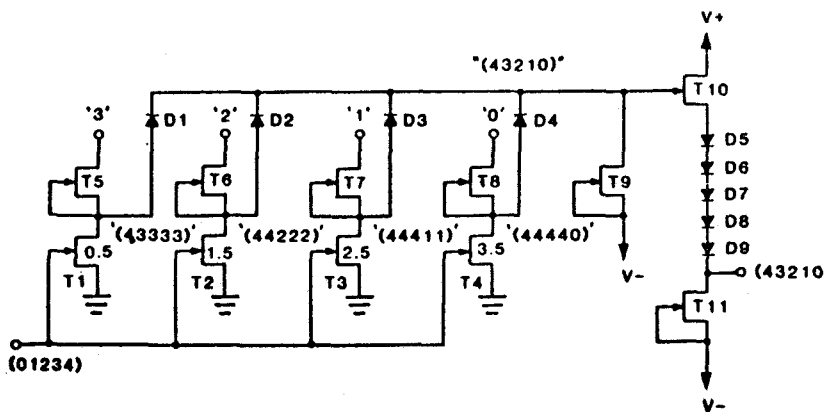 V+
"(43210)"
T10
'3' D1 '2' D2 '1' D3 '0' D4
D5
T5 T6 T7 T8 T9 D6
D7
D8
'(43333)' '(44222)' '(44411)' '(44440)' D9
0.5 1.5 2.5 3.5 (43210
T1 T2 T3 T4 V- T11
(01234)
V-